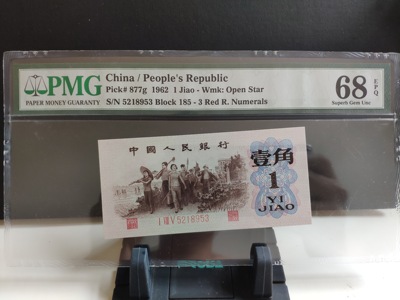 PMG
PAPER MONEY GUARANTY
China / People's Republic
Pick# 877g 1962 1 Jiao - Wmk: Open Star
S/N 5218953 Block 185 - 3 Red R. Numerals
68 EPQ
Superb Gem Unc
中國人民銀行
壹角
1
YI
JIAO
I VIII V 5218953